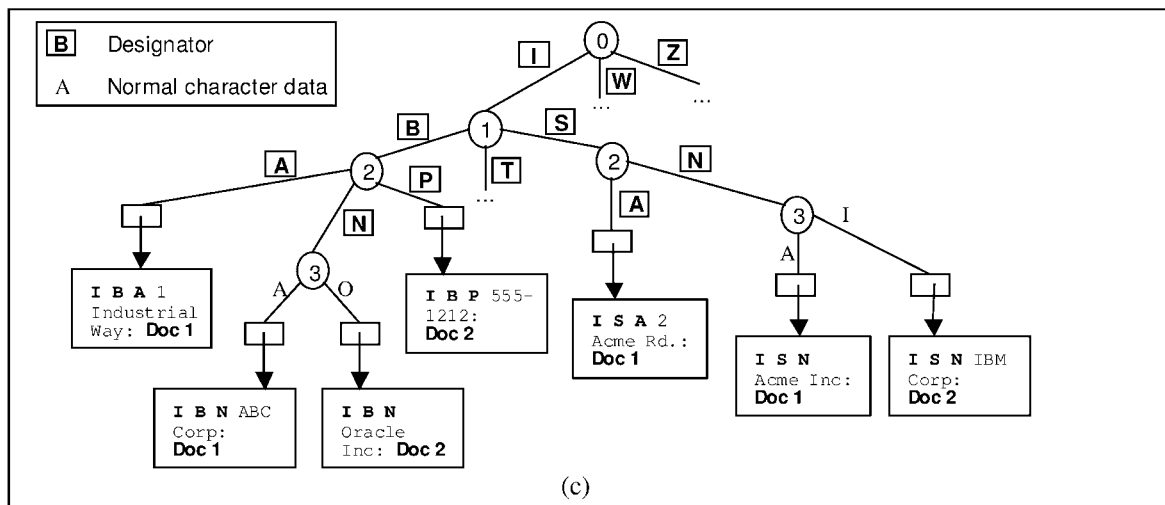 B Designator
A Normal character data
0
I
W
Z
...
...
1
B
S
T
...
2
A
N
P
2
A
N
3
A
O
3
A
I
I B A 1
Industrial
Way: Doc 1
I B P 555-
1212:
Doc 2
I S A 2
Acme Rd.:
Doc 1
I S N
Acme Inc:
Doc 1
I S N IBM
Corp:
Doc 2
I B N ABC
Corp:
Doc 1
I B N
Oracle
Inc: Doc 2
(c)